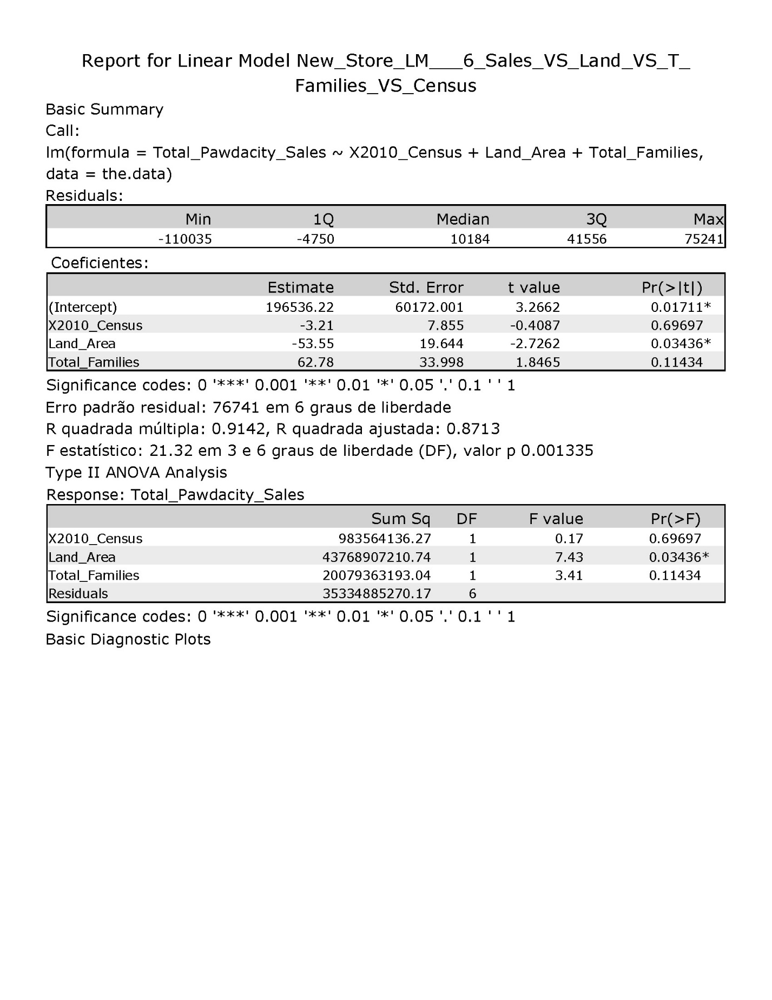 Report for Linear Model New_Store_LM___6_Sales_VS_Land_VS_T_
Families_VS_Census
Basic Summary
Call:
lm(formula = Total_Pawdacity_Sales ~ X2010_Census + Land_Area + Total_Families,
data = the.data)
Residuals:
Min 1Q Median 3Q Max
-110035 -4750 10184 41556 75241
Coeficientes:
Estimate Std. Error t value Pr(>|t|)
(Intercept) 196536.22 60172.001 3.2662 0.01711*
X2010_Census -3.21 7.855 -0.4087 0.69697
Land_Area -53.55 19.644 -2.7262 0.03436*
Total_Families 62.78 33.998 1.8465 0.11434
Significance codes: 0 '***' 0.001 '**' 0.01 '*' 0.05 '.' 0.1 ' ' 1
Erro padrão residual: 76741 em 6 graus de liberdade
R quadrada múltipla: 0.9142, R quadrada ajustada: 0.8713
F estatístico: 21.32 em 3 e 6 graus de liberdade (DF), valor p 0.001335
Type II ANOVA Analysis
Response: Total_Pawdacity_Sales
Sum Sq DF F value Pr(>F)
X2010_Census 983564136.27 1 0.17 0.69697
Land_Area 43768907210.74 1 7.43 0.03436*
Total_Families 20079363193.04 1 3.41 0.11434
Residuals 35334885270.17 6
Significance codes: 0 '***' 0.001 '**' 0.01 '*' 0.05 '.' 0.1 ' ' 1
Basic Diagnostic Plots